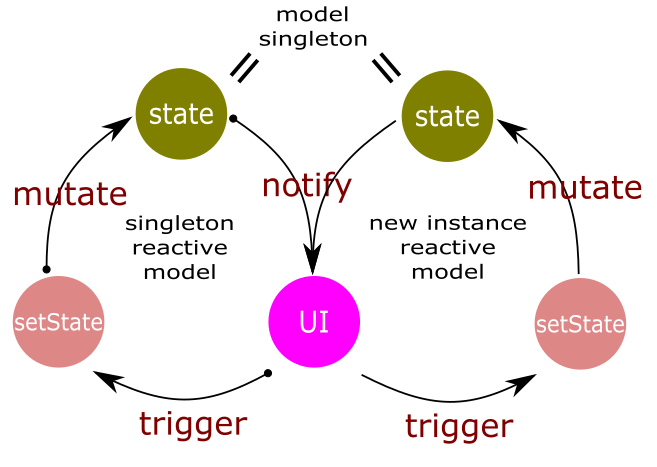 model
singleton
state
state
mutate
notify
mutate
singleton
reactive
model
new instance
reactive
model
setState
UI
setState
trigger
trigger